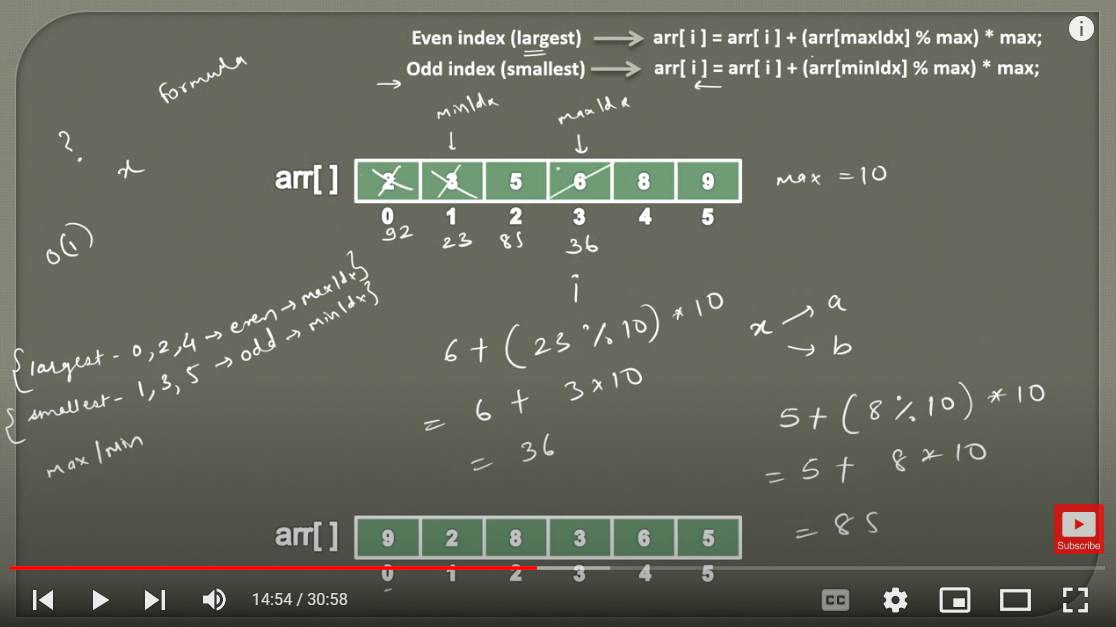 Even index (largest) → arr[ i ] = arr[ i ] + (arr[maxIdx] % max) * max;
Odd index (smallest) → arr[ i ] = arr[ i ] + (arr[minIdx] % max) * max;
Formula
minIdx maxIdx
?
x
arr[ ] 2 3 5 6 8 9 max = 10
0 1 2 3 4 5
92 23 85 36
O(1)
i
{largest - 0, 2, 4 → even → maxIdx}
{smallest - 1, 3, 5 → odd → minIdx}
max/min
6 + (23 % 10) * 10
= 6 + 3 x 10
= 36
x → a
→ b
5 + (8 % 10) * 10
= 5 + 8 * 10
= 85
arr[ ] 9 2 8 3 6 5
0 1 2 3 4 5
Subscribe
14:54 / 30:58
CC
i